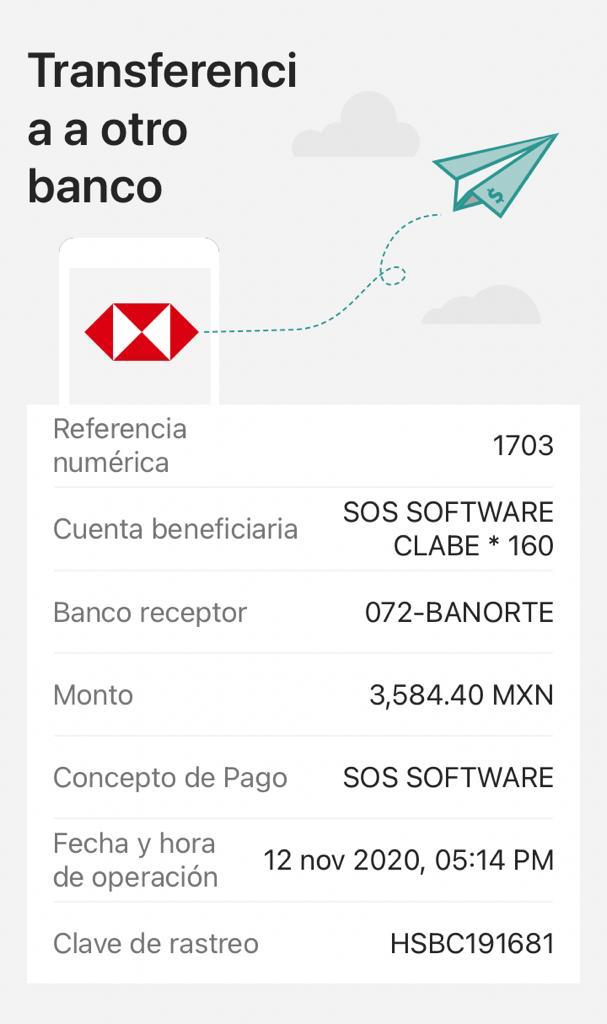 Transferenci
a a otro
banco
$
Referencia
numérica
1703
Cuenta beneficiaria
SOS SOFTWARE
CLABE * 160
Banco receptor
072-BANORTE
Monto
3,584.40 MXN
Concepto de Pago
SOS SOFTWARE
Fecha y hora
de operación
12 nov 2020, 05:14 PM
Clave de rastreo
HSBC191681